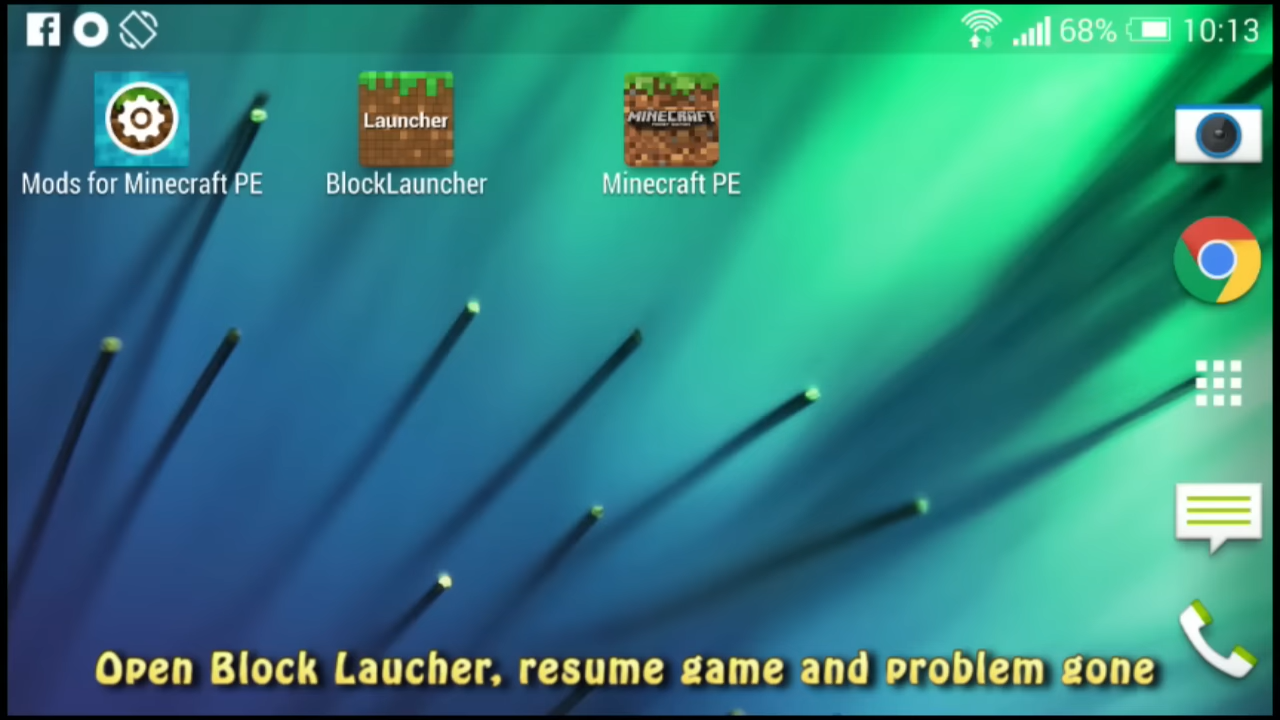 68% 10:13
Launcher
MINECRAFT
Mods for Minecraft PE
BlockLauncher
Minecraft PE
Open Block Laucher, resume game and problem gone